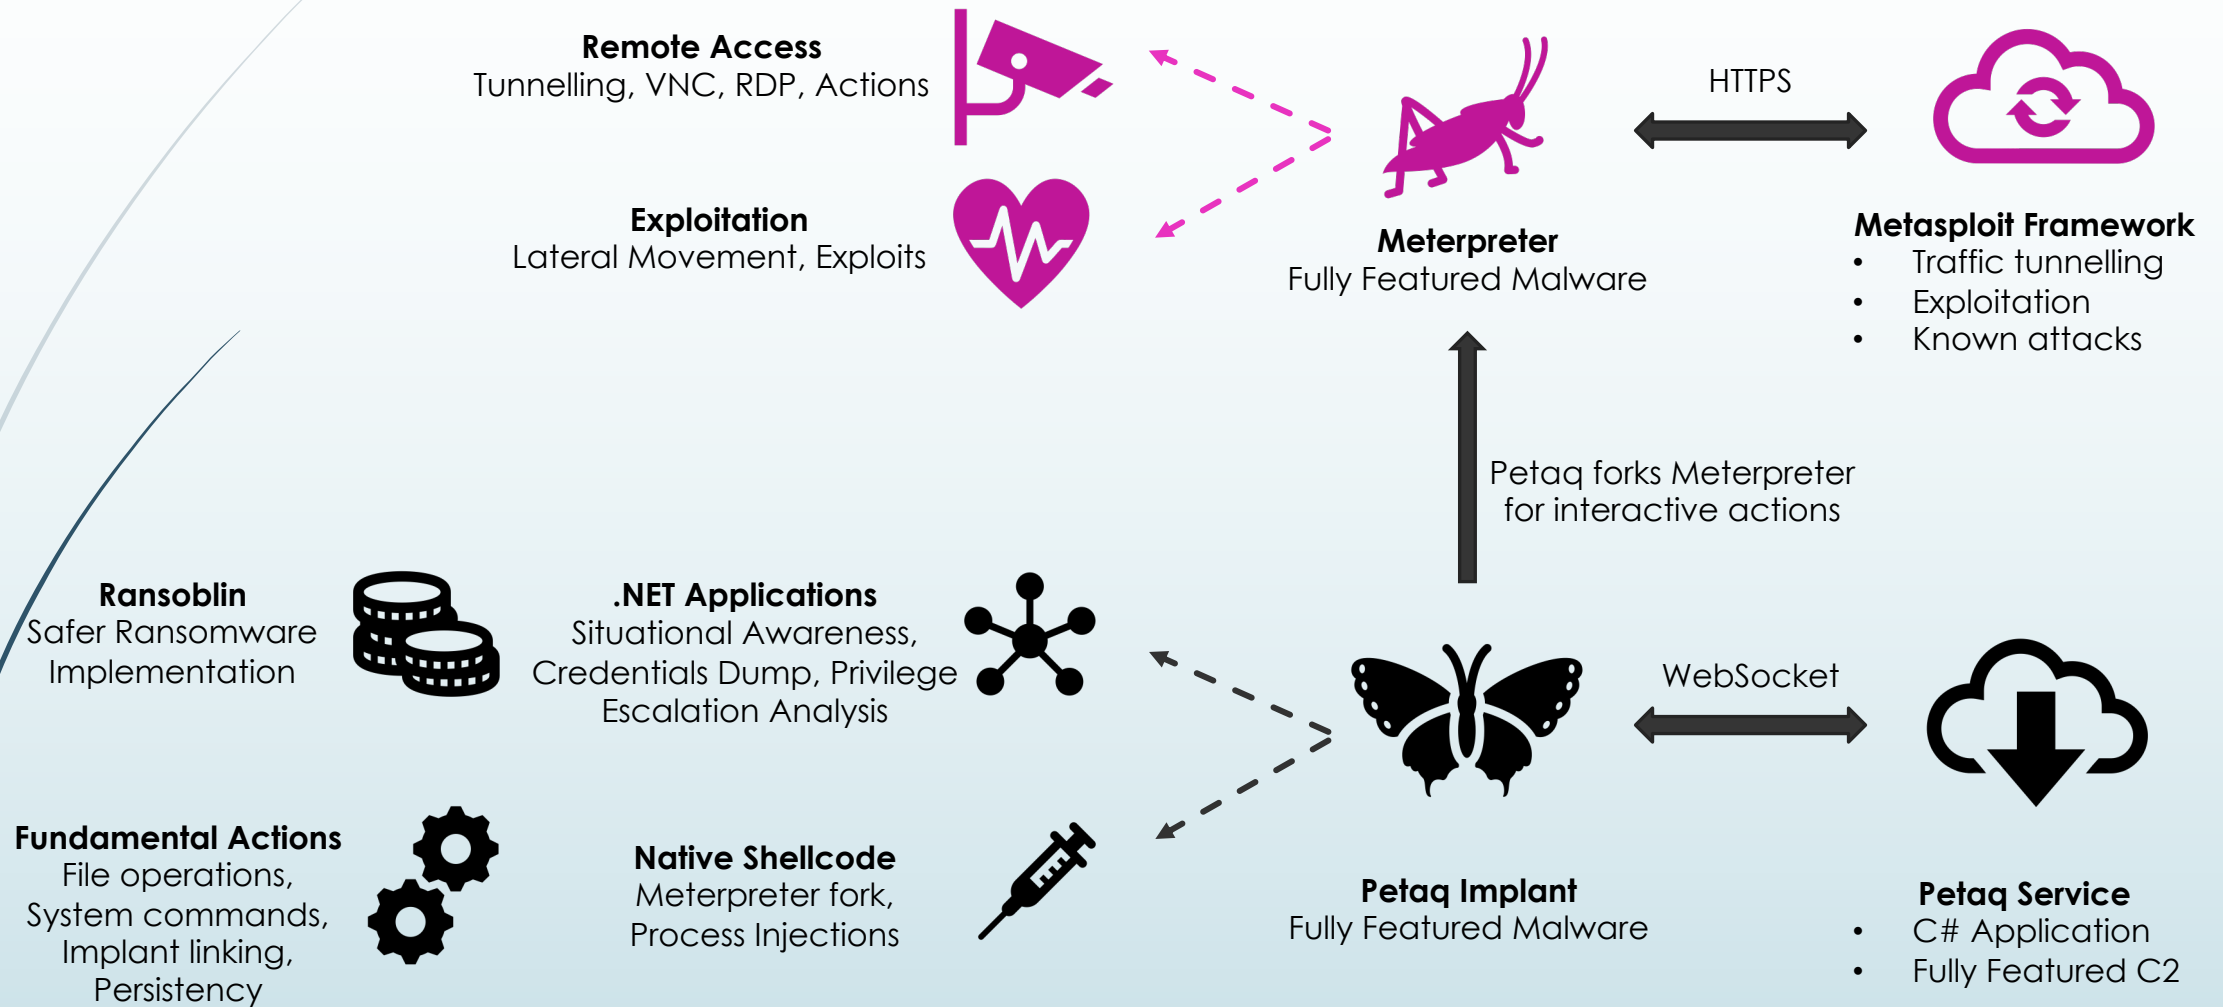 Remote Access
Tunnelling, VNC, RDP, Actions
HTTPS
Exploitation
Lateral Movement, Exploits
Meterpreter
Fully Featured Malware
Metasploit Framework
• Traffic tunnelling
• Exploitation
• Known attacks
Petaq forks Meterpreter
for interactive actions
Ransoblin
Safer Ransomware
Implementation
.NET Applications
Situational Awareness,
Credentials Dump, Privilege
Escalation Analysis
WebSocket
Fundamental Actions
File operations,
System commands,
Implant linking,
Persistency
Native Shellcode
Meterpreter fork,
Process Injections
Petaq Implant
Fully Featured Malware
Petaq Service
• C# Application
• Fully Featured C2